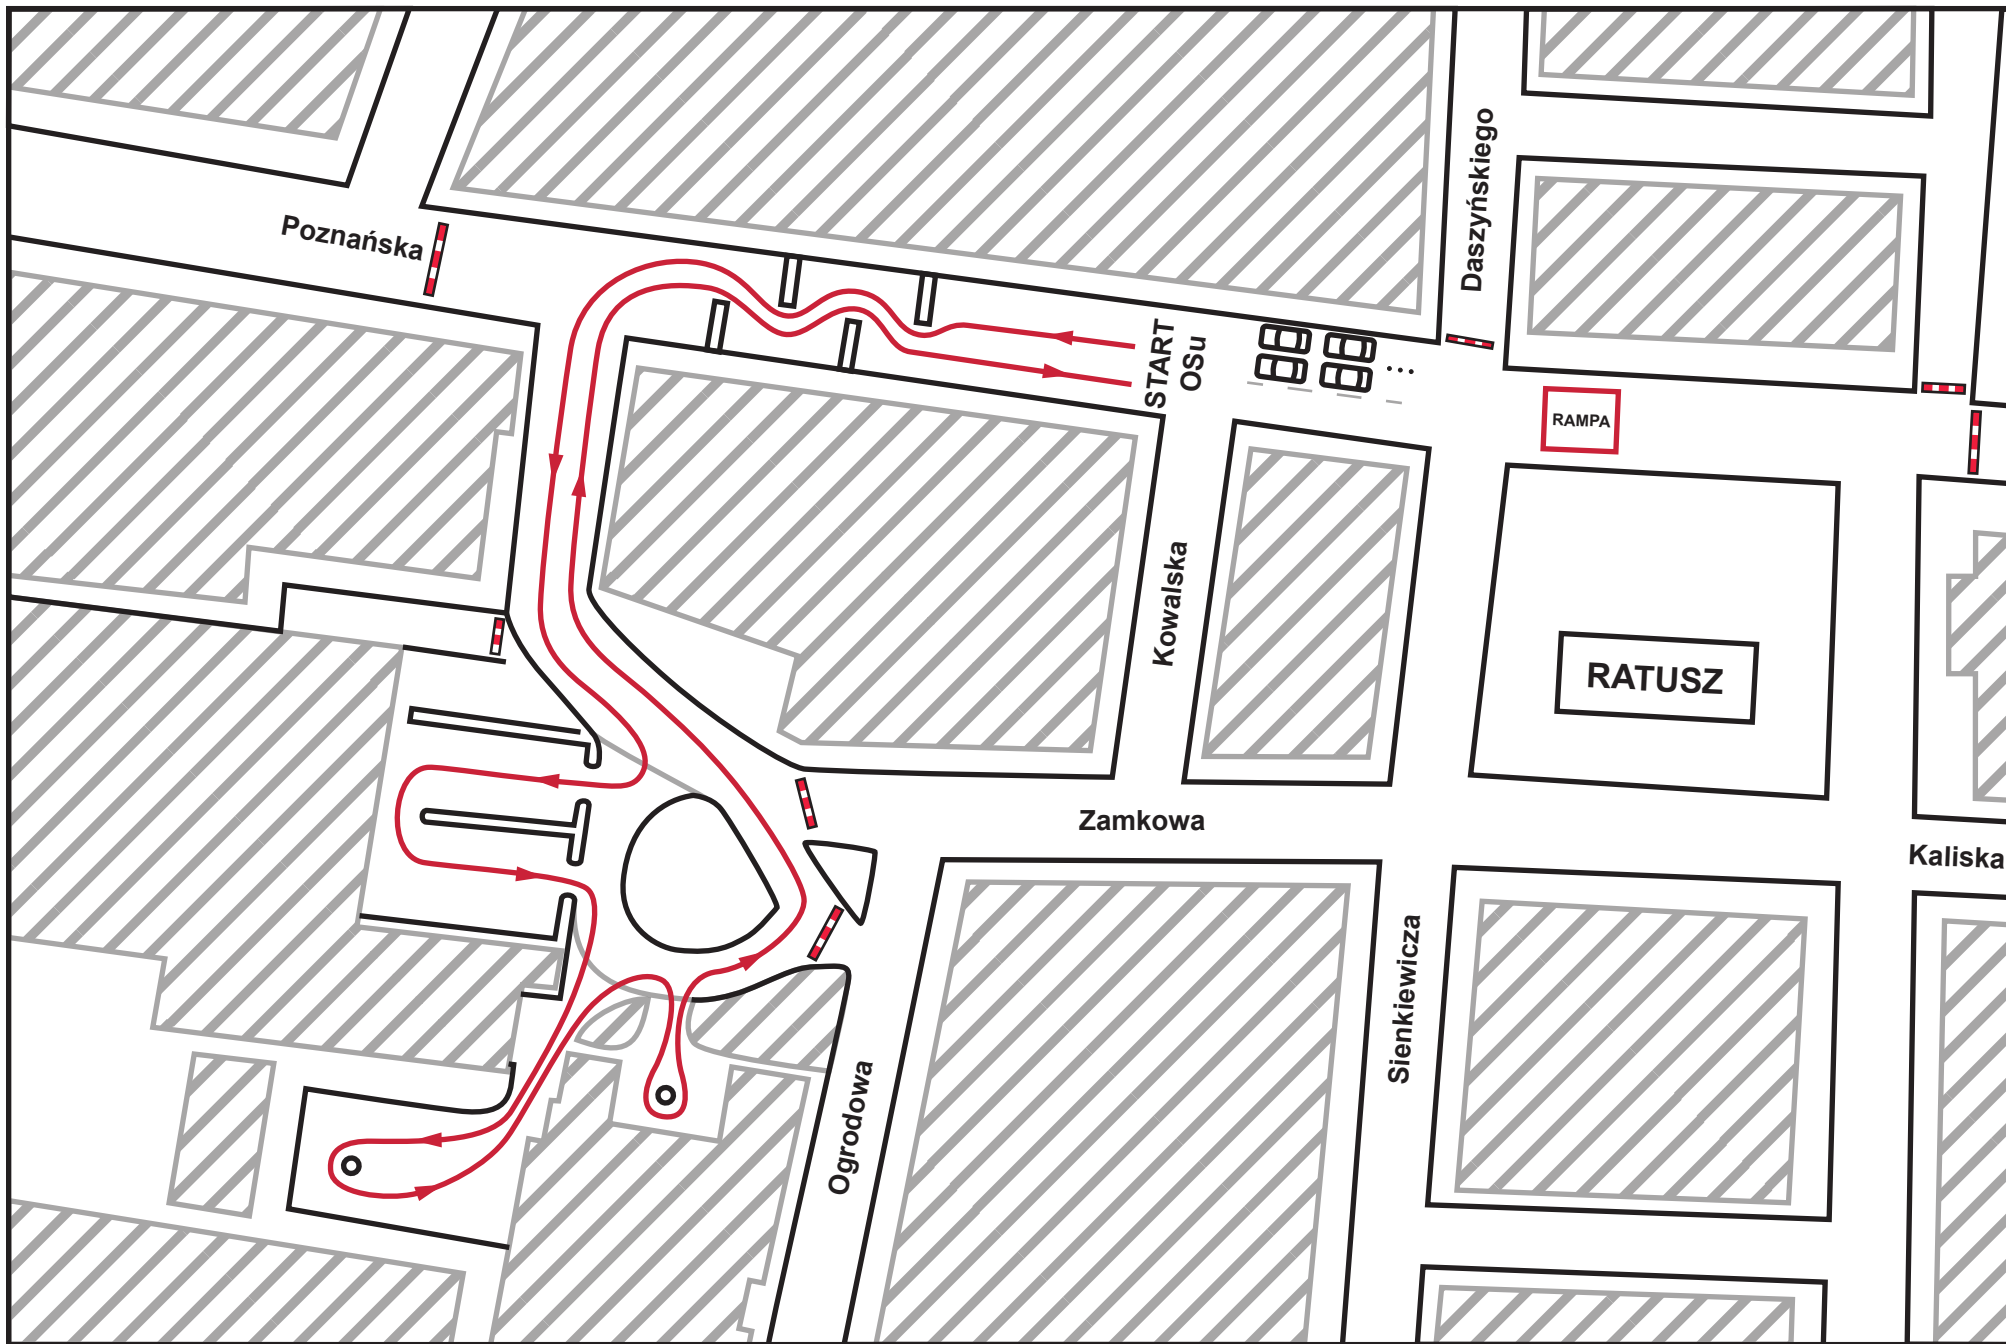 Poznańska
Daszyńskiego
START
OSu
...
RAMPA
Kowalska
RATUSZ
Zamkowa
Kaliska
Sienkiewicza
Ogrodowa